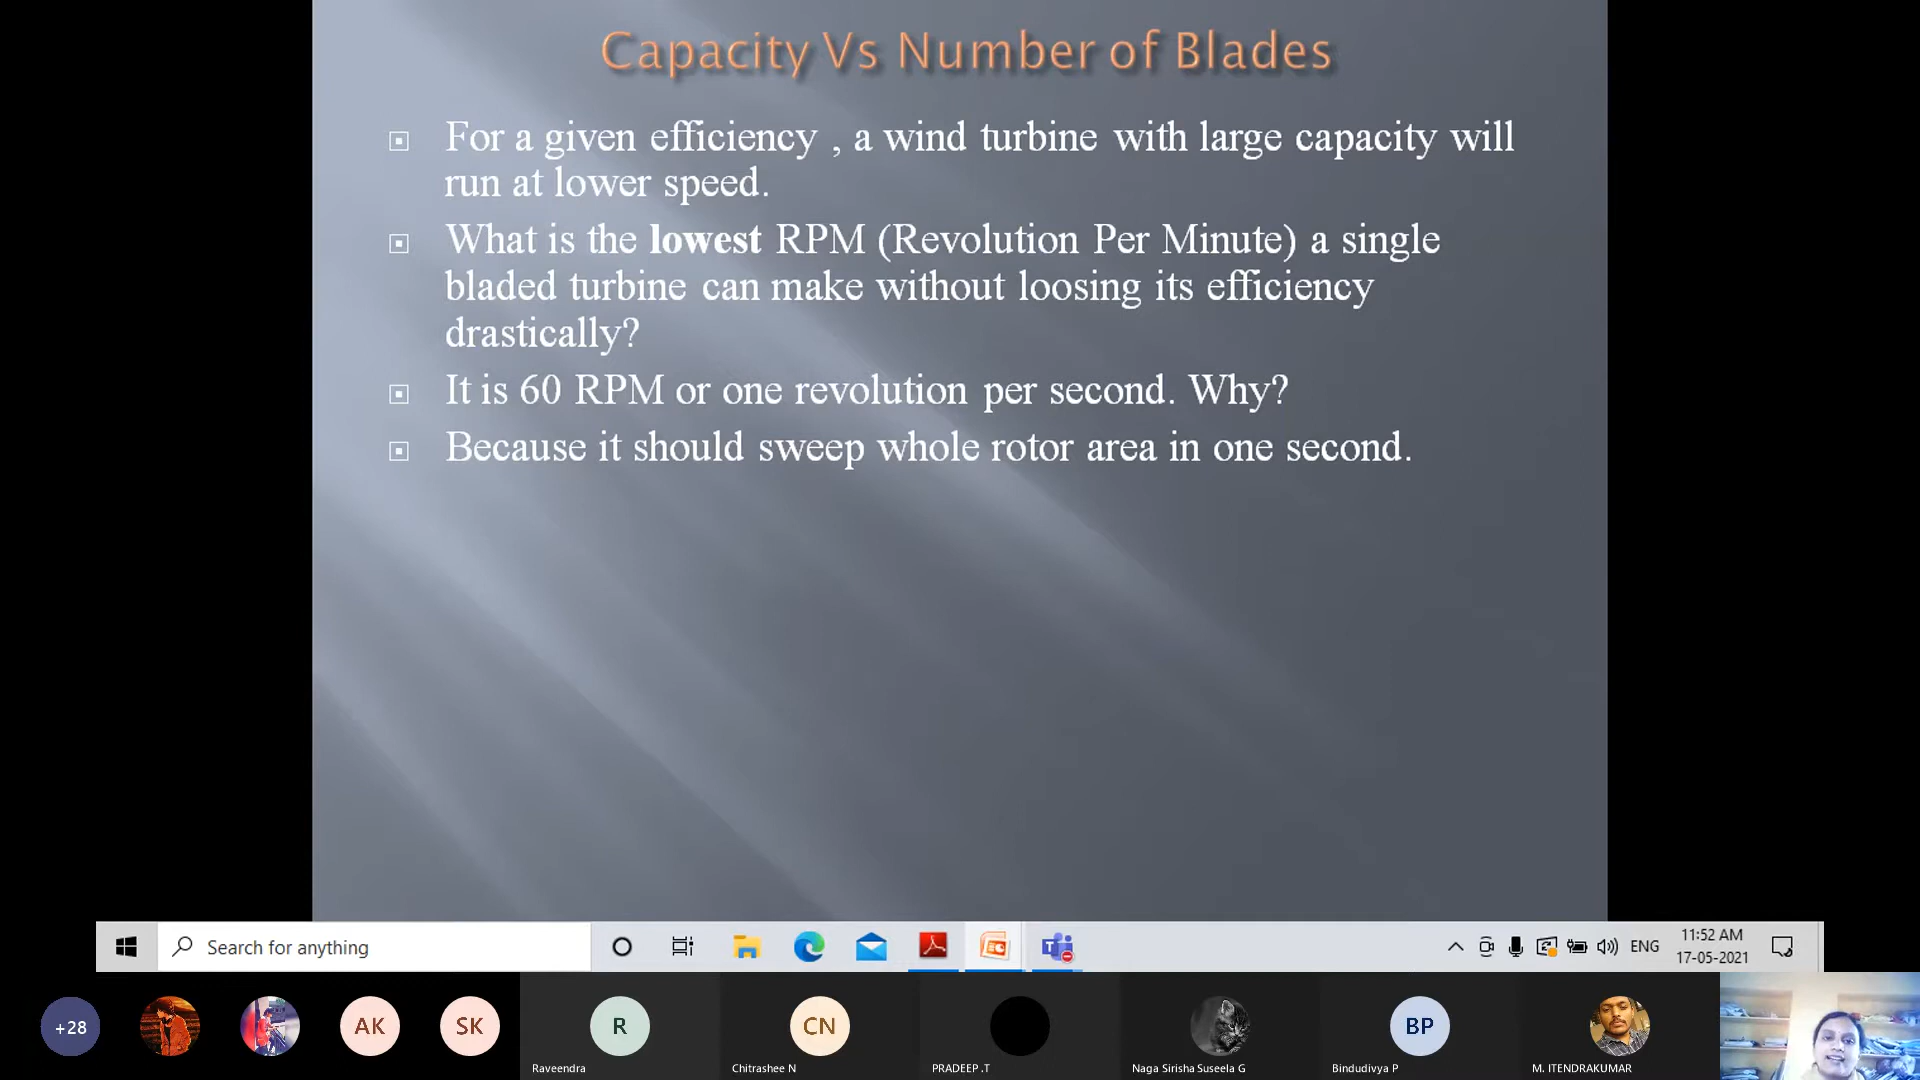 Capacity Vs Number of Blades
For a given efficiency , a wind turbine with large capacity will
run at lower speed.
What is the lowest RPM (Revolution Per Minute) a single
bladed turbine can make without loosing its efficiency
drastically?
It is 60 RPM or one revolution per second. Why?
Because it should sweep whole rotor area in one second.
Search for anything
ENG
11:52 AM
17-05-2021
+28
AK
SK
R
CN
BP
Raveendra
Chitrashee N
PRADEEP .T
Naga Sirisha Suseela G
Bindudivya P
M. ITENDRAKUMAR